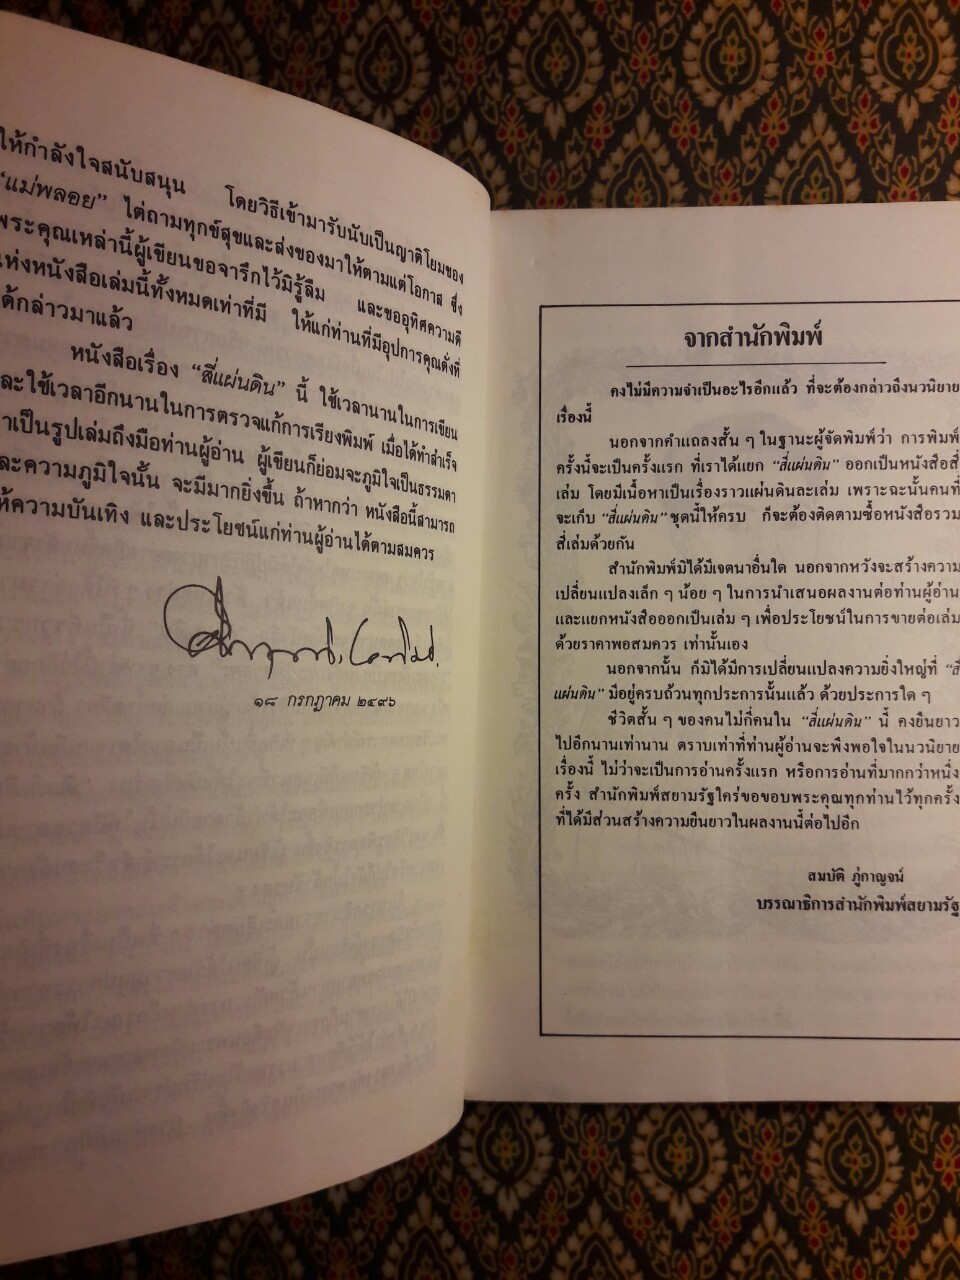 ให้กำลังใจสนับสนุน โดยวิธีเข้ามารับนับเป็นญาติโยมของ
“แม่พลอย” ไต่ถามทุกข์สุขและส่งของมาให้ตามแต่โอกาส ซึ่ง
พระคุณเหล่านี้ผู้เขียนขอจารึกไว้มิรู้ลืม และขออุทิศความดี
แห่งหนังสือเล่มนี้ทั้งหมดเท่าที่มี ให้แก่ท่านที่มีอุปการคุณดั่งที่
ได้กล่าวมาแล้ว
หนังสือเรื่อง “สี่แผ่นดิน” นี้ ใช้เวลานานในการเขียน
และใช้เวลาอีกนานในการตรวจแก้การเรียงพิมพ์ เมื่อได้ทำสำเร็จ
เป็นรูปเล่มถึงมือท่านผู้อ่าน ผู้เขียนก็ย่อมจะภูมิใจเป็นธรรมดา
และความภูมิใจนั้น จะมีมากยิ่งขึ้น ถ้าหากว่า หนังสือนี้สามารถ
ให้ความบันเทิง และประโยชน์แก่ท่านผู้อ่านได้ตามสมควร
๑๘ กรกฎาคม ๒๔๙๖
จากสำนักพิมพ์
คงไม่มีความจำเป็นอะไรอีกแล้ว ที่จะต้องกล่าวถึงนวนิยาย
เรื่องนี้
นอกจากคำแถลงสั้น ๆ ในฐานะผู้จัดพิมพ์ว่า การพิมพ์
ครั้งนี้จะเป็นครั้งแรก ที่เราได้แยก “สี่แผ่นดิน” ออกเป็นหนังสือสี่
เล่ม โดยมีเนื้อหาเป็นเรื่องราวแผ่นดินละเล่ม เพราะฉะนั้นคนที่
จะเก็บ “สี่แผ่นดิน” ชุดนี้ให้ครบ ก็จะต้องติดตามซื้อหนังสือรวม
สี่เล่มด้วยกัน
สำนักพิมพ์มิได้มีเจตนาอื่นใด นอกจากหวังจะสร้างความ
เปลี่ยนแปลงเล็ก ๆ น้อย ๆ ในการนำเสนอผลงานต่อท่านผู้อ่าน
และแยกหนังสือออกเป็นเล่ม ๆ เพื่อประโยชน์ในการขายต่อเล่ม
ด้วยราคาพอสมควร เท่านั้นเอง
นอกจากนั้น ก็มิได้มีการเปลี่ยนแปลงความยิ่งใหญ่ที่ “สี่
แผ่นดิน” มีอยู่ครบถ้วนทุกประการนั้นแล้ว ด้วยประการใด ๆ
ชีวิตสั้น ๆ ของคนไม่กี่คนใน “สี่แผ่นดิน” นี้ คงยืนยาว
ไปอีกนานเท่านาน ตราบเท่าที่ท่านผู้อ่านจะพึงพอใจในนวนิยาย
เรื่องนี้ ไม่ว่าจะเป็นการอ่านครั้งแรก หรือการอ่านที่มากกว่าหนึ่ง
ครั้ง สำนักพิมพ์สยามรัฐใคร่ขอขอบพระคุณทุกท่านไว้ทุกครั้ง
ที่ได้มีส่วนสร้างความยืนยาวในผลงานนี้ต่อไปอีก
สมบัติ ภู่กาญจน์
บรรณาธิการสำนักพิมพ์สยามรัฐ